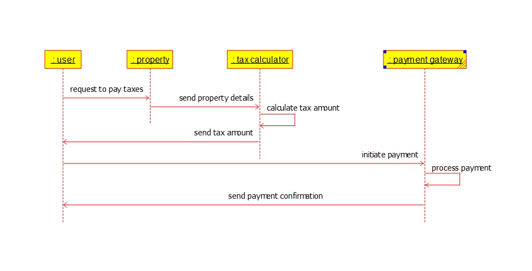 : user
: property
: tax calculator
: payment gateway
request to pay taxes
send property details
calculate tax amount
send tax amount
initiate payment
process payment
send payment confirmation